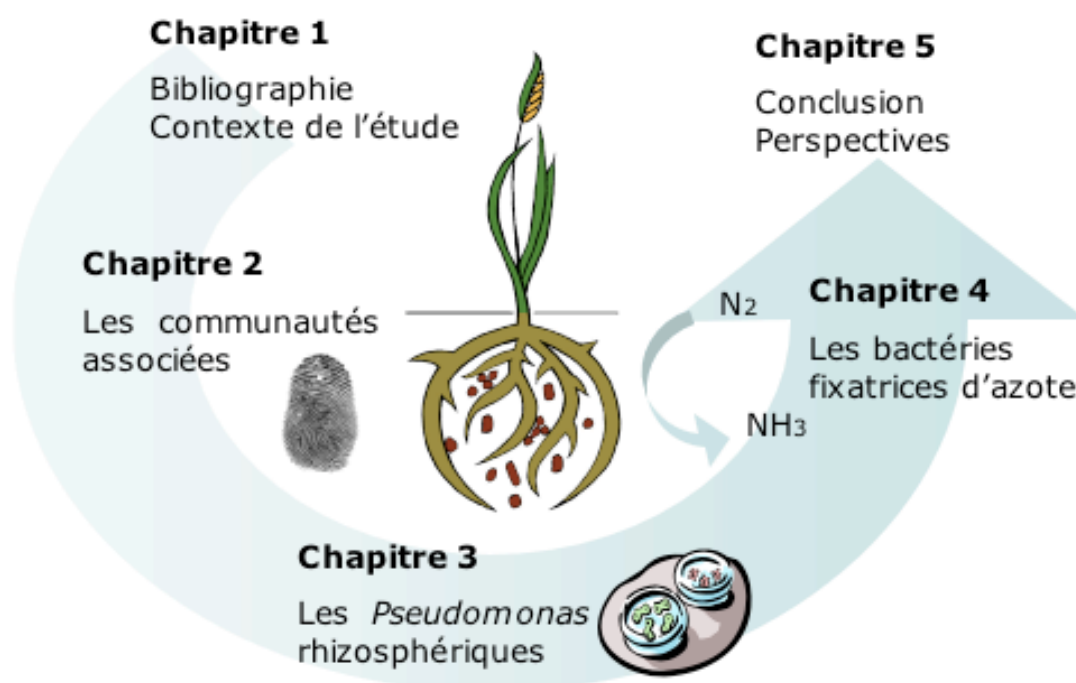 Chapitre 1
Bibliographie
Contexte de l'étude
Chapitre 2
Les communautés
associées
Chapitre 3
Les Pseudomonas
rhizosphériques
N2
NH3
Chapitre 4
Les bactéries
fixatrices d'azote
Chapitre 5
Conclusion
Perspectives